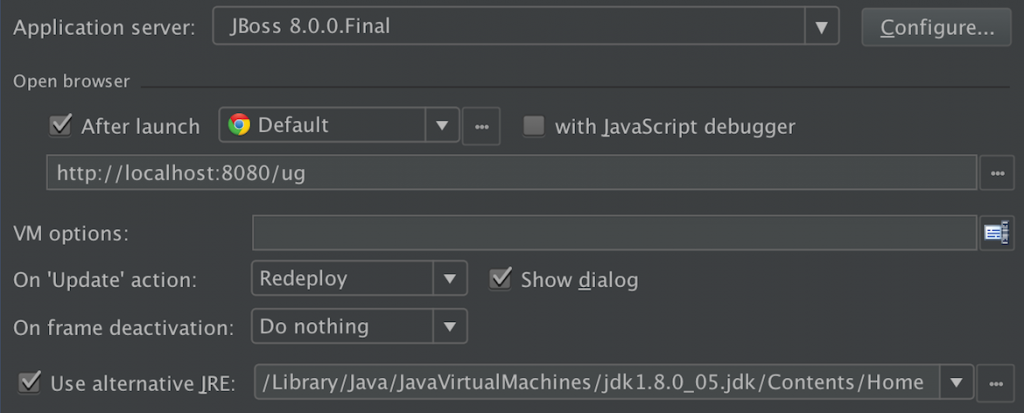 Application server: JBoss 8.0.0.Final Configure...
Open browser
After launch Default ... with JavaScript debugger
http://localhost:8080/ug ...
VM options:
On 'Update' action: Redeploy Show dialog
On frame deactivation: Do nothing
Use alternative JRE: /Library/Java/JavaVirtualMachines/jdk1.8.0_05.jdk/Contents/Home ...